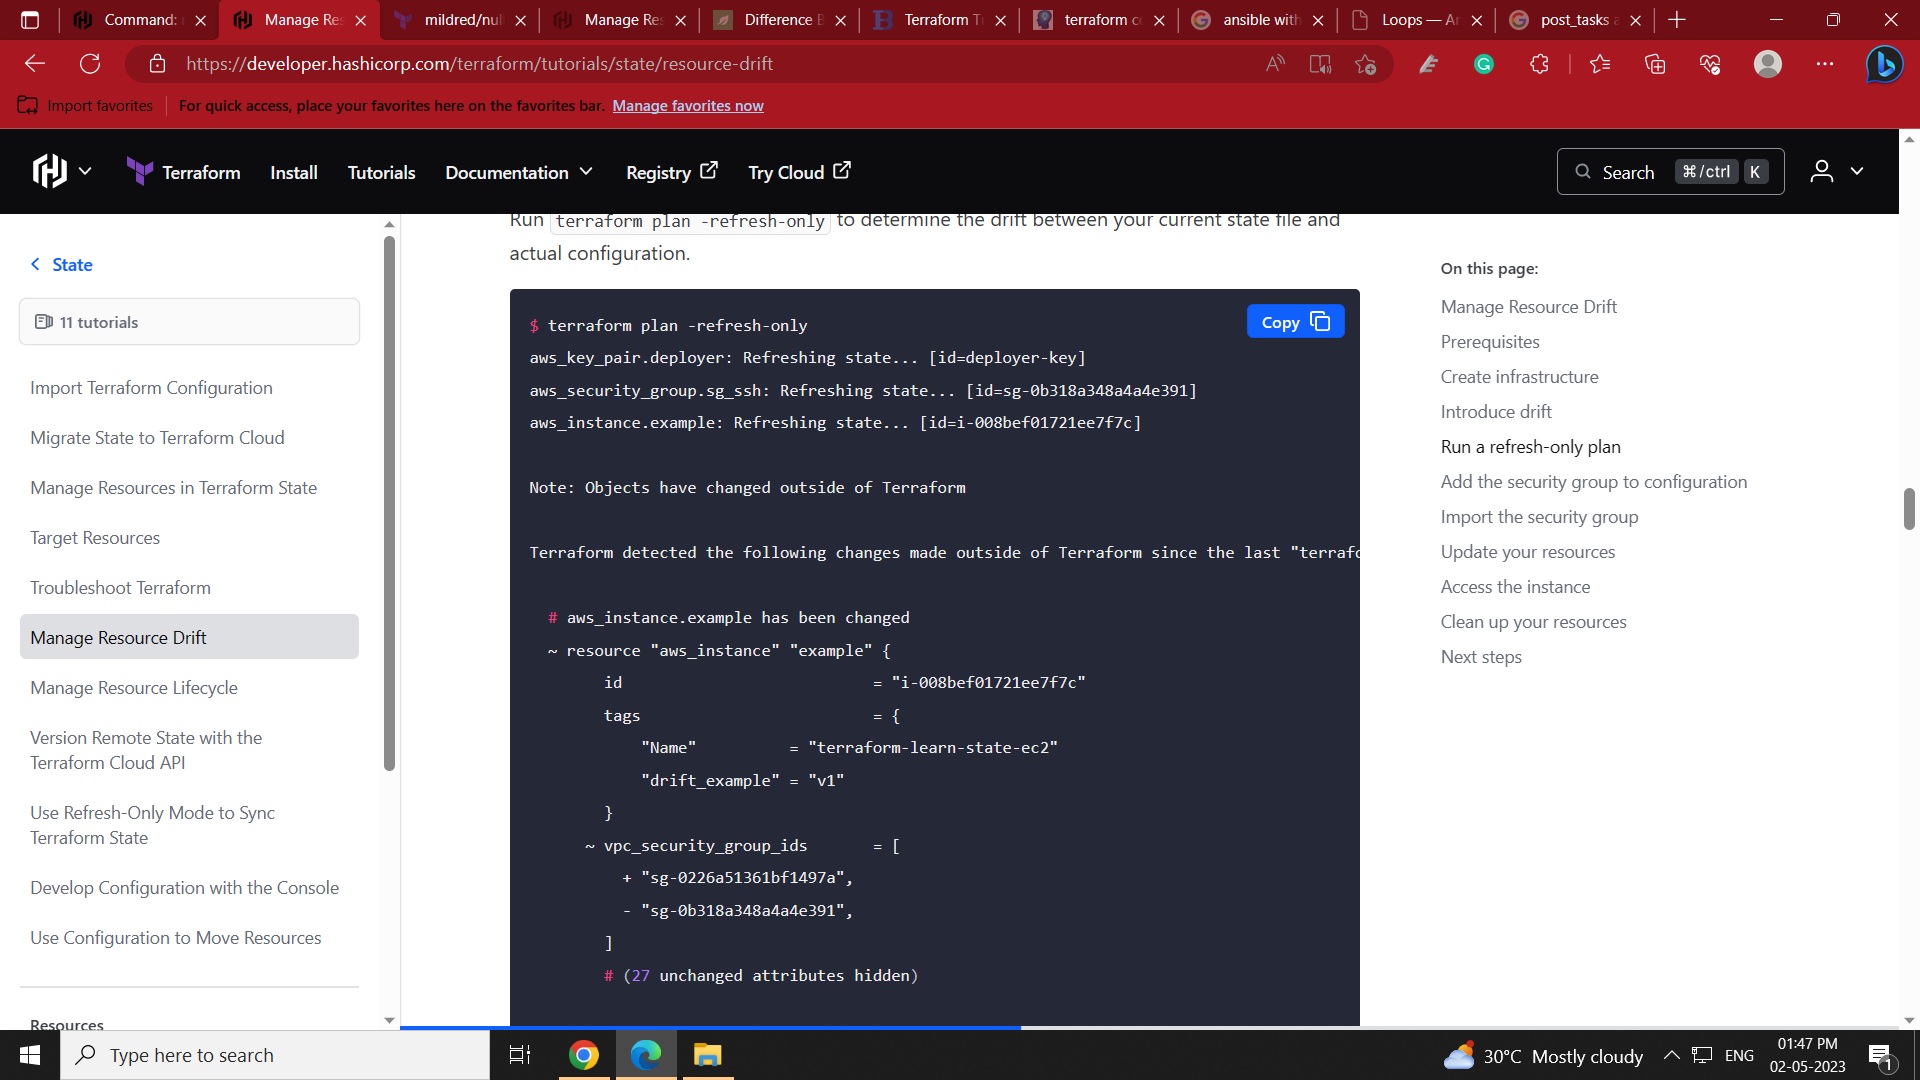 Command:
Manage Res
mildred/nul
Manage Res
Difference B
Terraform T
terraform c
ansible with
Loops — A
post_tasks a
https://developer.hashicorp.com/terraform/tutorials/state/resource-drift
Import favorites
For quick access, place your favorites here on the favorites bar. Manage favorites now
Terraform Install Tutorials Documentation Registry Try Cloud
Search ⌘/ctrl K
State
11 tutorials
Import Terraform Configuration
Migrate State to Terraform Cloud
Manage Resources in Terraform State
Target Resources
Troubleshoot Terraform
Manage Resource Drift
Manage Resource Lifecycle
Version Remote State with the
Terraform Cloud API
Use Refresh-Only Mode to Sync
Terraform State
Develop Configuration with the Console
Use Configuration to Move Resources
Resources
Run terraform plan -refresh-only to determine the drift between your current state file and
actual configuration.
Copy
$ terraform plan -refresh-only
aws_key_pair.deployer: Refreshing state... [id=deployer-key]
aws_security_group.sg_ssh: Refreshing state... [id=sg-0b318a348a4a4e391]
aws_instance.example: Refreshing state... [id=i-008bef01721ee7f7c]
Note: Objects have changed outside of Terraform
Terraform detected the following changes made outside of Terraform since the last "terrafo
# aws_instance.example has been changed
~ resource "aws_instance" "example" {
id = "i-008bef01721ee7f7c"
tags = {
"Name" = "terraform-learn-state-ec2"
"drift_example" = "v1"
}
~ vpc_security_group_ids = [
+ "sg-0226a51361bf1497a",
- "sg-0b318a348a4a4e391",
]
# (27 unchanged attributes hidden)
On this page:
Manage Resource Drift
Prerequisites
Create infrastructure
Introduce drift
Run a refresh-only plan
Add the security group to configuration
Import the security group
Update your resources
Access the instance
Clean up your resources
Next steps
Type here to search
30°C Mostly cloudy
ENG
01:47 PM
02-05-2023
1